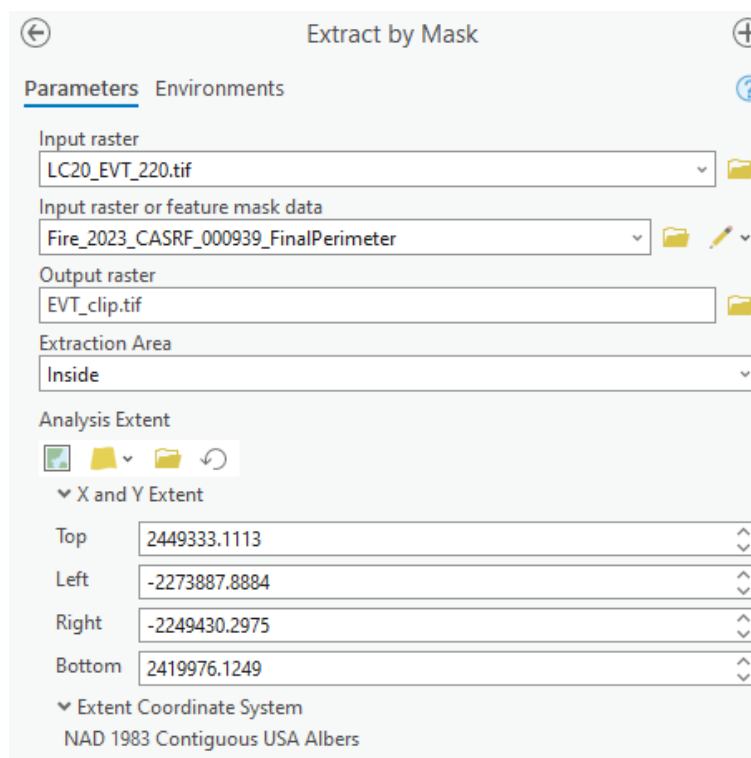 Extract by Mask
Parameters Environments
Input raster
LC20_EVT_220.tif
Input raster or feature mask data
Fire_2023_CASRF_000939_FinalPerimeter
Output raster
EVT_clip.tif
Extraction Area
Inside
Analysis Extent
X and Y Extent
Top 2449333.1113
Left -2273887.8884
Right -2249430.2975
Bottom 2419976.1249
Extent Coordinate System
NAD 1983 Contiguous USA Albers